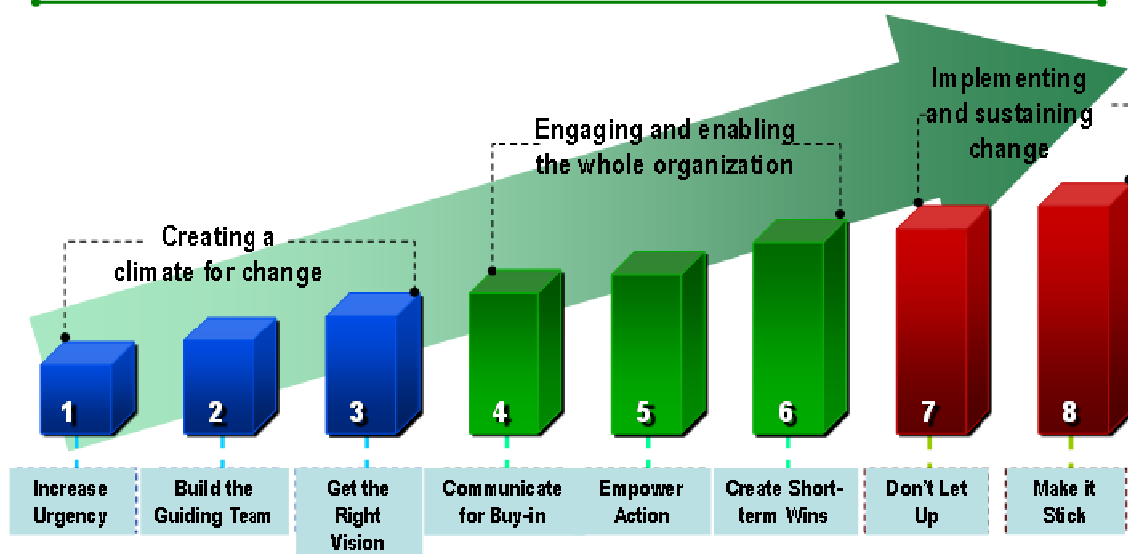 Implementing
and sustaining
change
Engaging and enabling
the whole organization
Creating a
climate for change
1
2
3
4
5
6
7
8
Increase
Urgency
Build the
Guiding Team
Get the
Right
Vision
Communicate
for Buy-in
Empower
Action
Create Short-
term Wins
Don't Let
Up
Make it
Stick